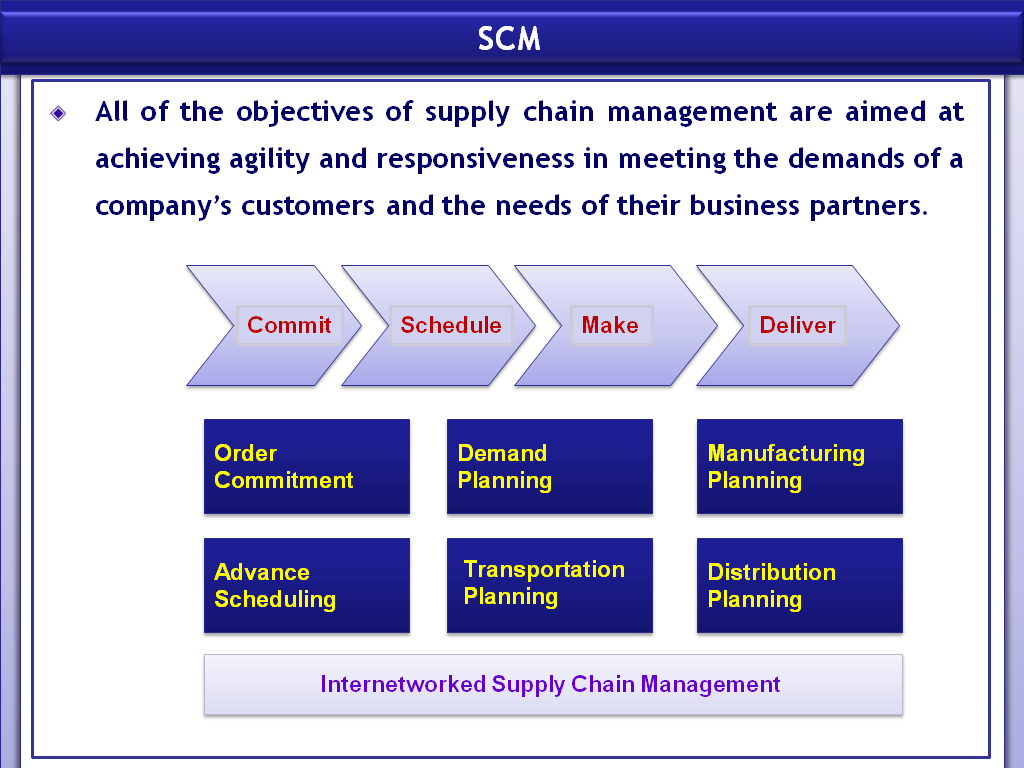 SCM
All of the objectives of supply chain management are aimed at
achieving agility and responsiveness in meeting the demands of a
company’s customers and the needs of their business partners.
Commit
Schedule
Make
Deliver
Order
Commitment
Demand
Planning
Manufacturing
Planning
Advance
Scheduling
Transportation
Planning
Distribution
Planning
Internetworked Supply Chain Management